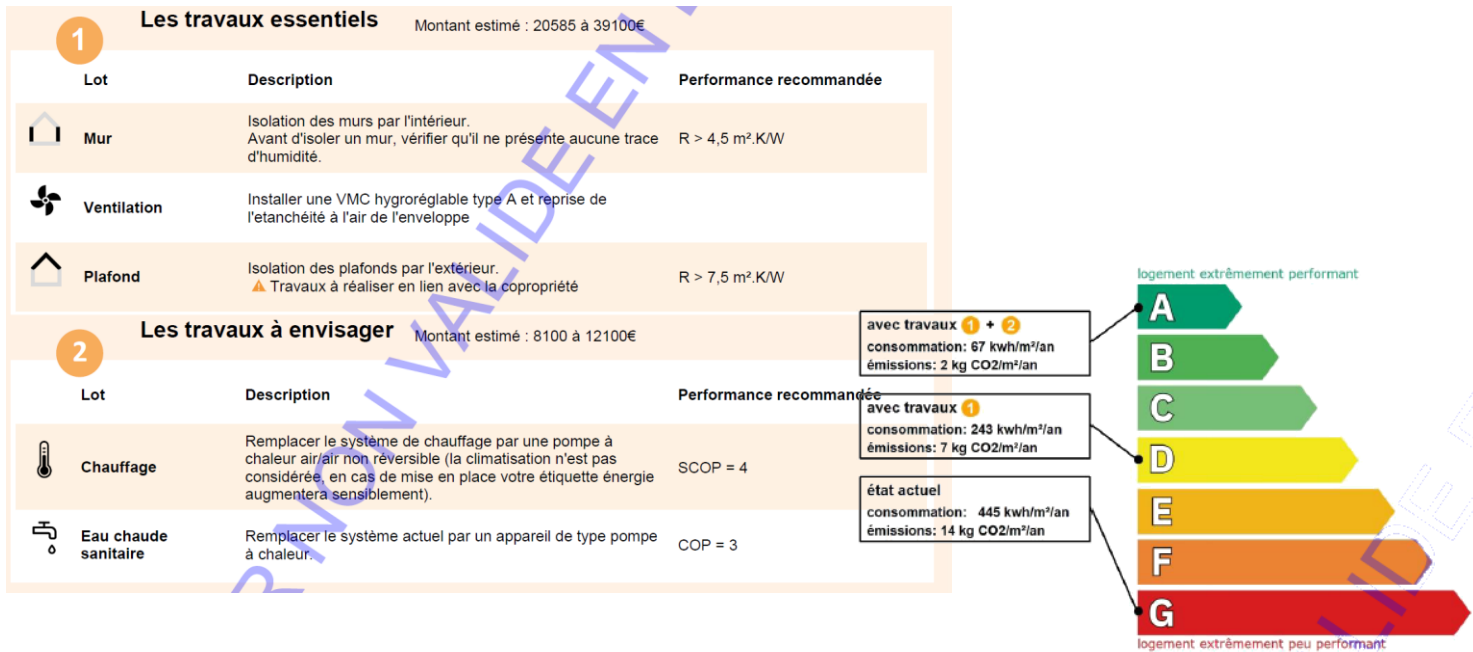 1
Les travaux essentiels Montant estimé : 20585 à 39100€
Lot Description Performance recommandée
Mur
Isolation des murs par l'intérieur.
Avant d'isoler un mur, vérifier qu'il ne présente aucune trace
d'humidité.
R > 4,5 m².K/W
Ventilation
Installer une VMC hygroréglable type A et reprise de
l'etanchéité à l'air de l'enveloppe
Plafond
Isolation des plafonds par l'extérieur.
Travaux à réaliser en lien avec la copropriété
R > 7,5 m².K/W
2
Les travaux à envisager Montant estimé : 8100 à 12100€
Lot Description Performance recommandée
Chauffage
Remplacer le système de chauffage par une pompe à
chaleur air/air non réversible (la climatisation n'est pas
considérée, en cas de mise en place votre étiquette énergie
augmentera sensiblement).
SCOP = 4
Eau chaude
sanitaire
Remplacer le système actuel par un appareil de type pompe
à chaleur.
COP = 3
R NON VALIDE EN
avec travaux 1 + 2
consommation: 67 kwh/m²/an
émissions: 2 kg CO2/m²/an
avec travaux 1
consommation: 243 kwh/m²/an
émissions: 7 kg CO2/m²/an
état actuel
consommation: 445 kwh/m²/an
émissions: 14 kg CO2/m²/an
logement extrêmement performant
A
B
C
D
E
F
G
logement extrêmement peu performant
LIDE